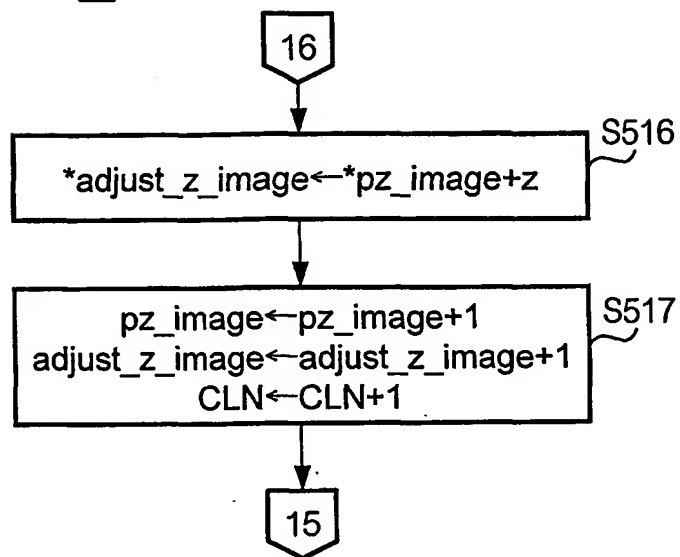 16
S516
*adjust_z_image←*pz_image+z
S517
pz_image←pz_image+1
adjust_z_image←adjust_z_image+1
CLN←CLN+1
15